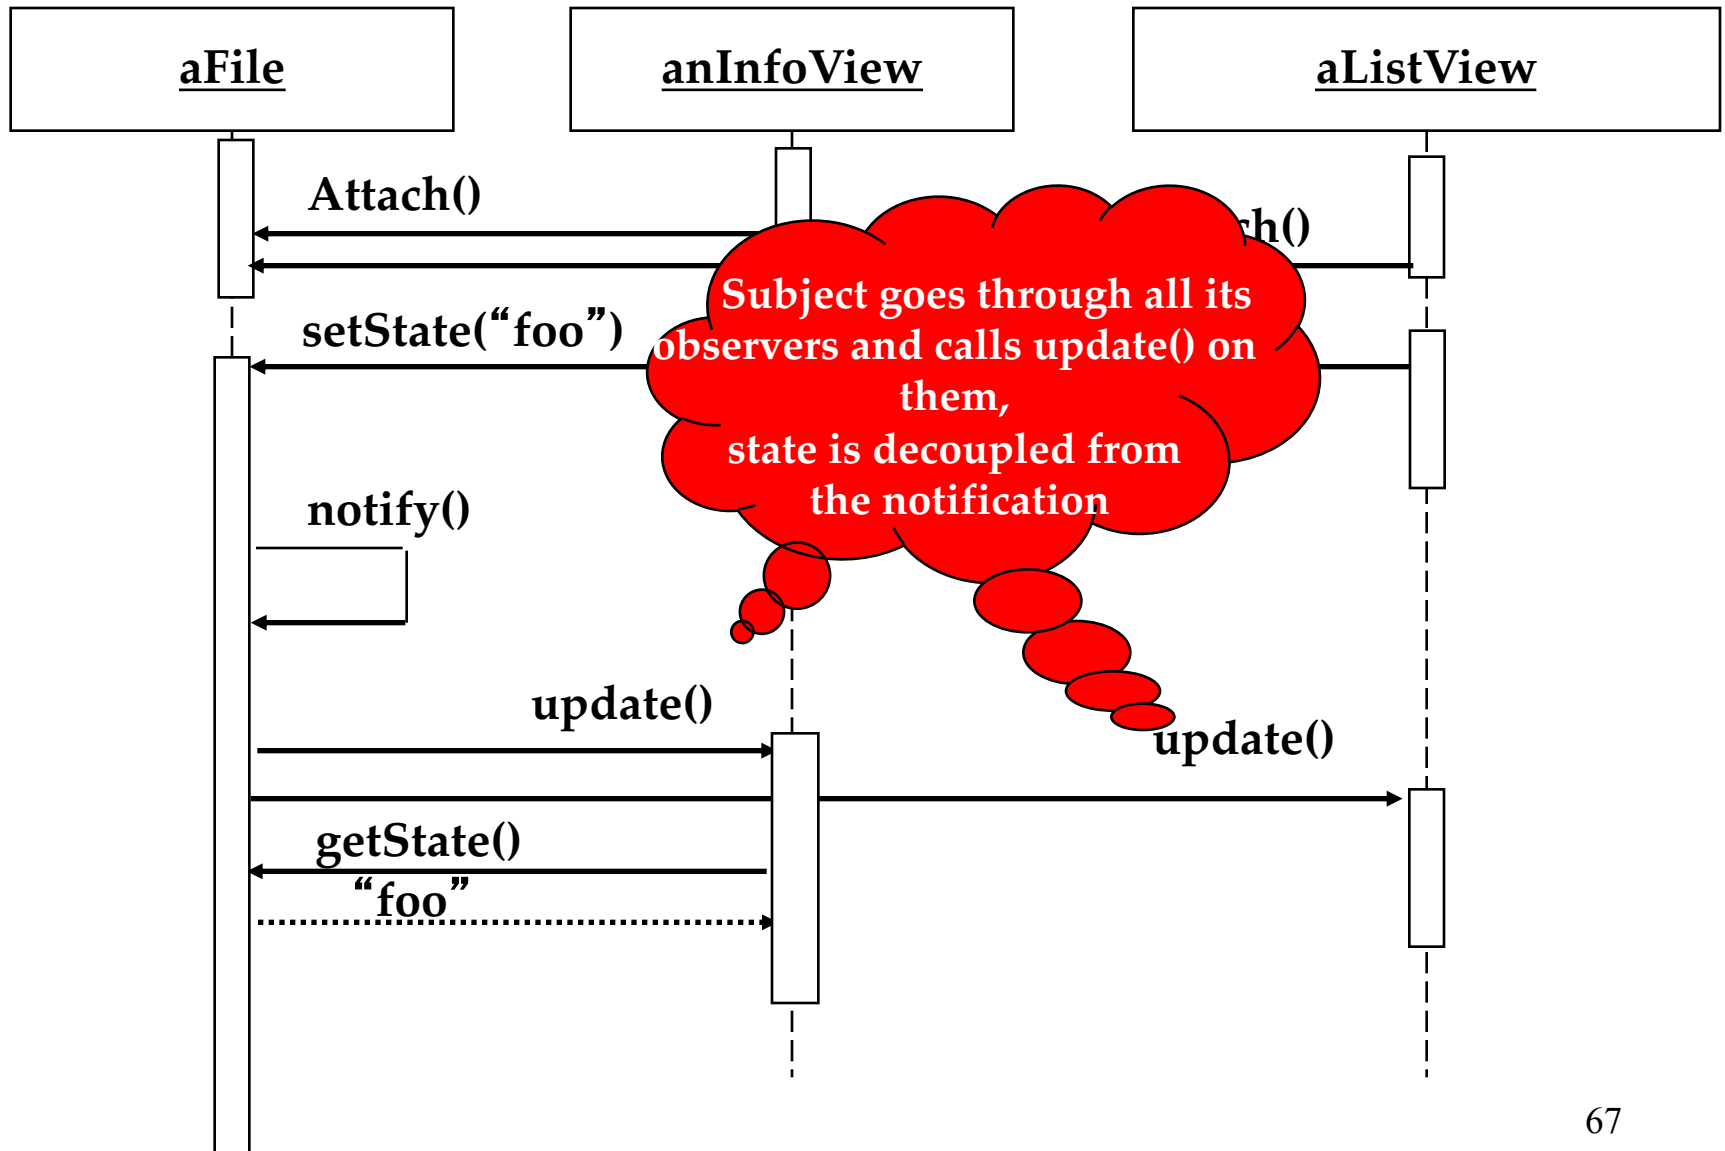 aFile
anInfoView
aListView
Attach()
ch()
Subject goes through all its
observers and calls update() on
them,
state is decoupled from
the notification
setState(“foo”)
notify()
update()
update()
getState()
“foo”
67